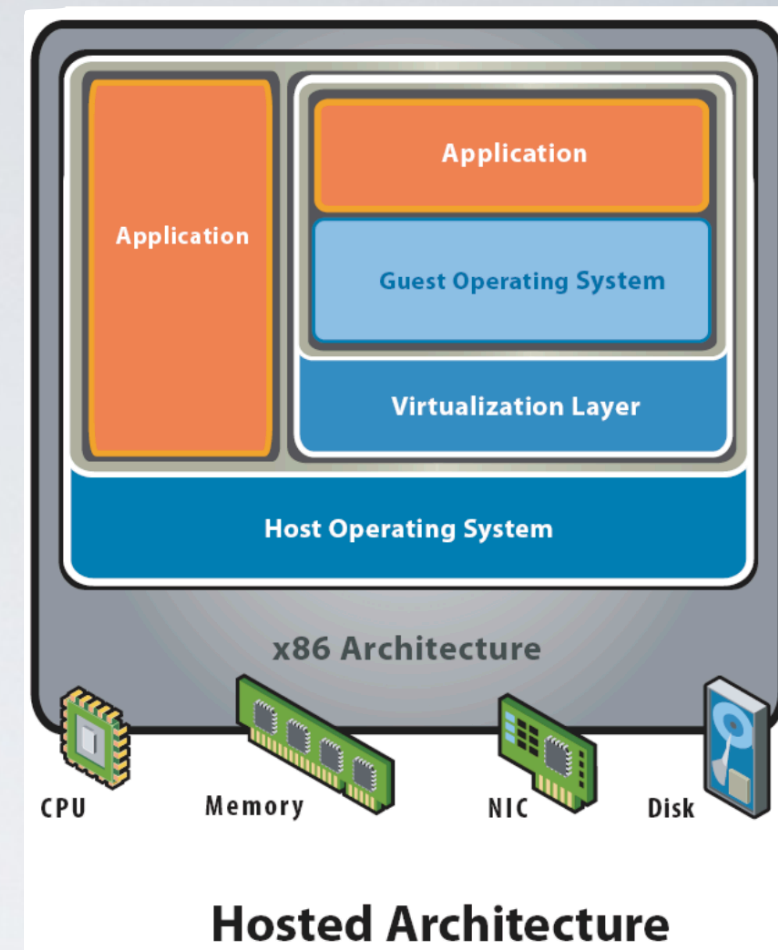 Application
Application
Guest Operating System
Virtualization Layer
Host Operating System
x86 Architecture
CPU
Memory
NIC
Disk
Hosted Architecture